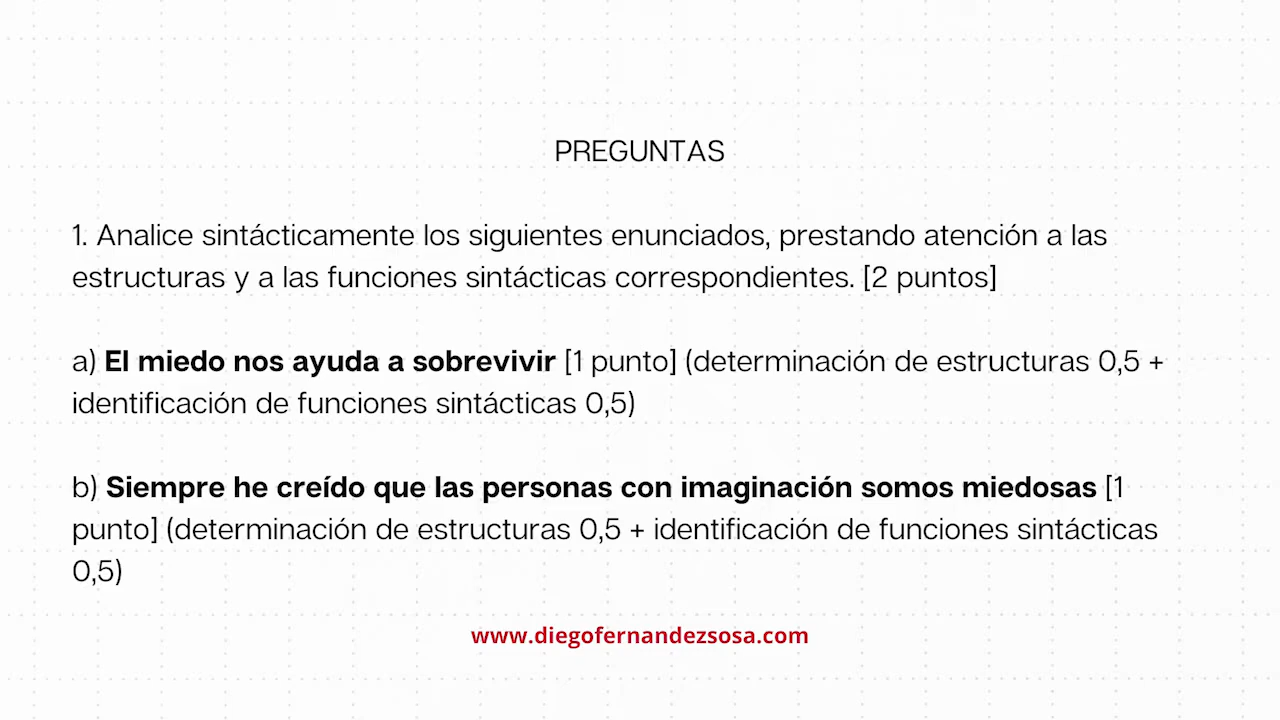 PREGUNTAS
1. Analice sintácticamente los siguientes enunciados, prestando atención a las
estructuras y a las funciones sintácticas correspondientes. [2 puntos]
a) El miedo nos ayuda a sobrevivir [1 punto] (determinación de estructuras 0,5 +
identificación de funciones sintácticas 0,5)
b) Siempre he creído que las personas con imaginación somos miedosas [1
punto] (determinación de estructuras 0,5 + identificación de funciones sintácticas
0,5)
www.diegofernandezsosa.com